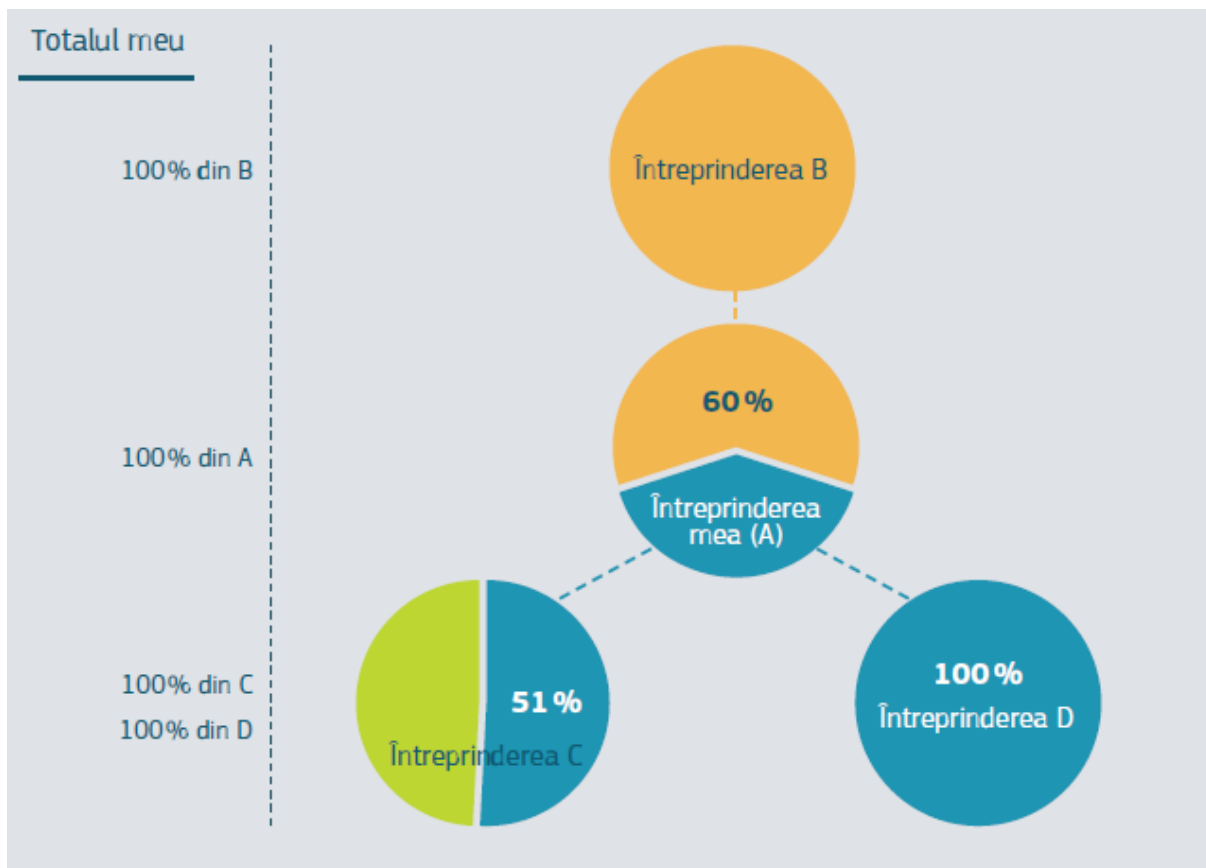 Totalul meu
100% din B
Întreprinderea B
60%
100% din A
Întreprinderea
mea (A)
100% din C
100% din D
51%
Întreprinderea C
100%
Întreprinderea D